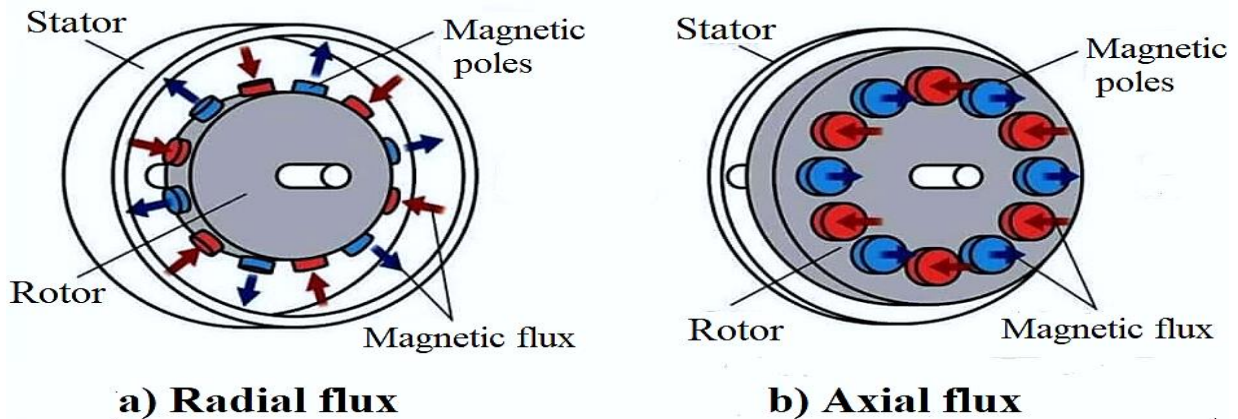 Stator
Magnetic
poles
Rotor
Magnetic flux
a) Radial flux
Stator
Magnetic
poles
Rotor
Magnetic flux
b) Axial flux